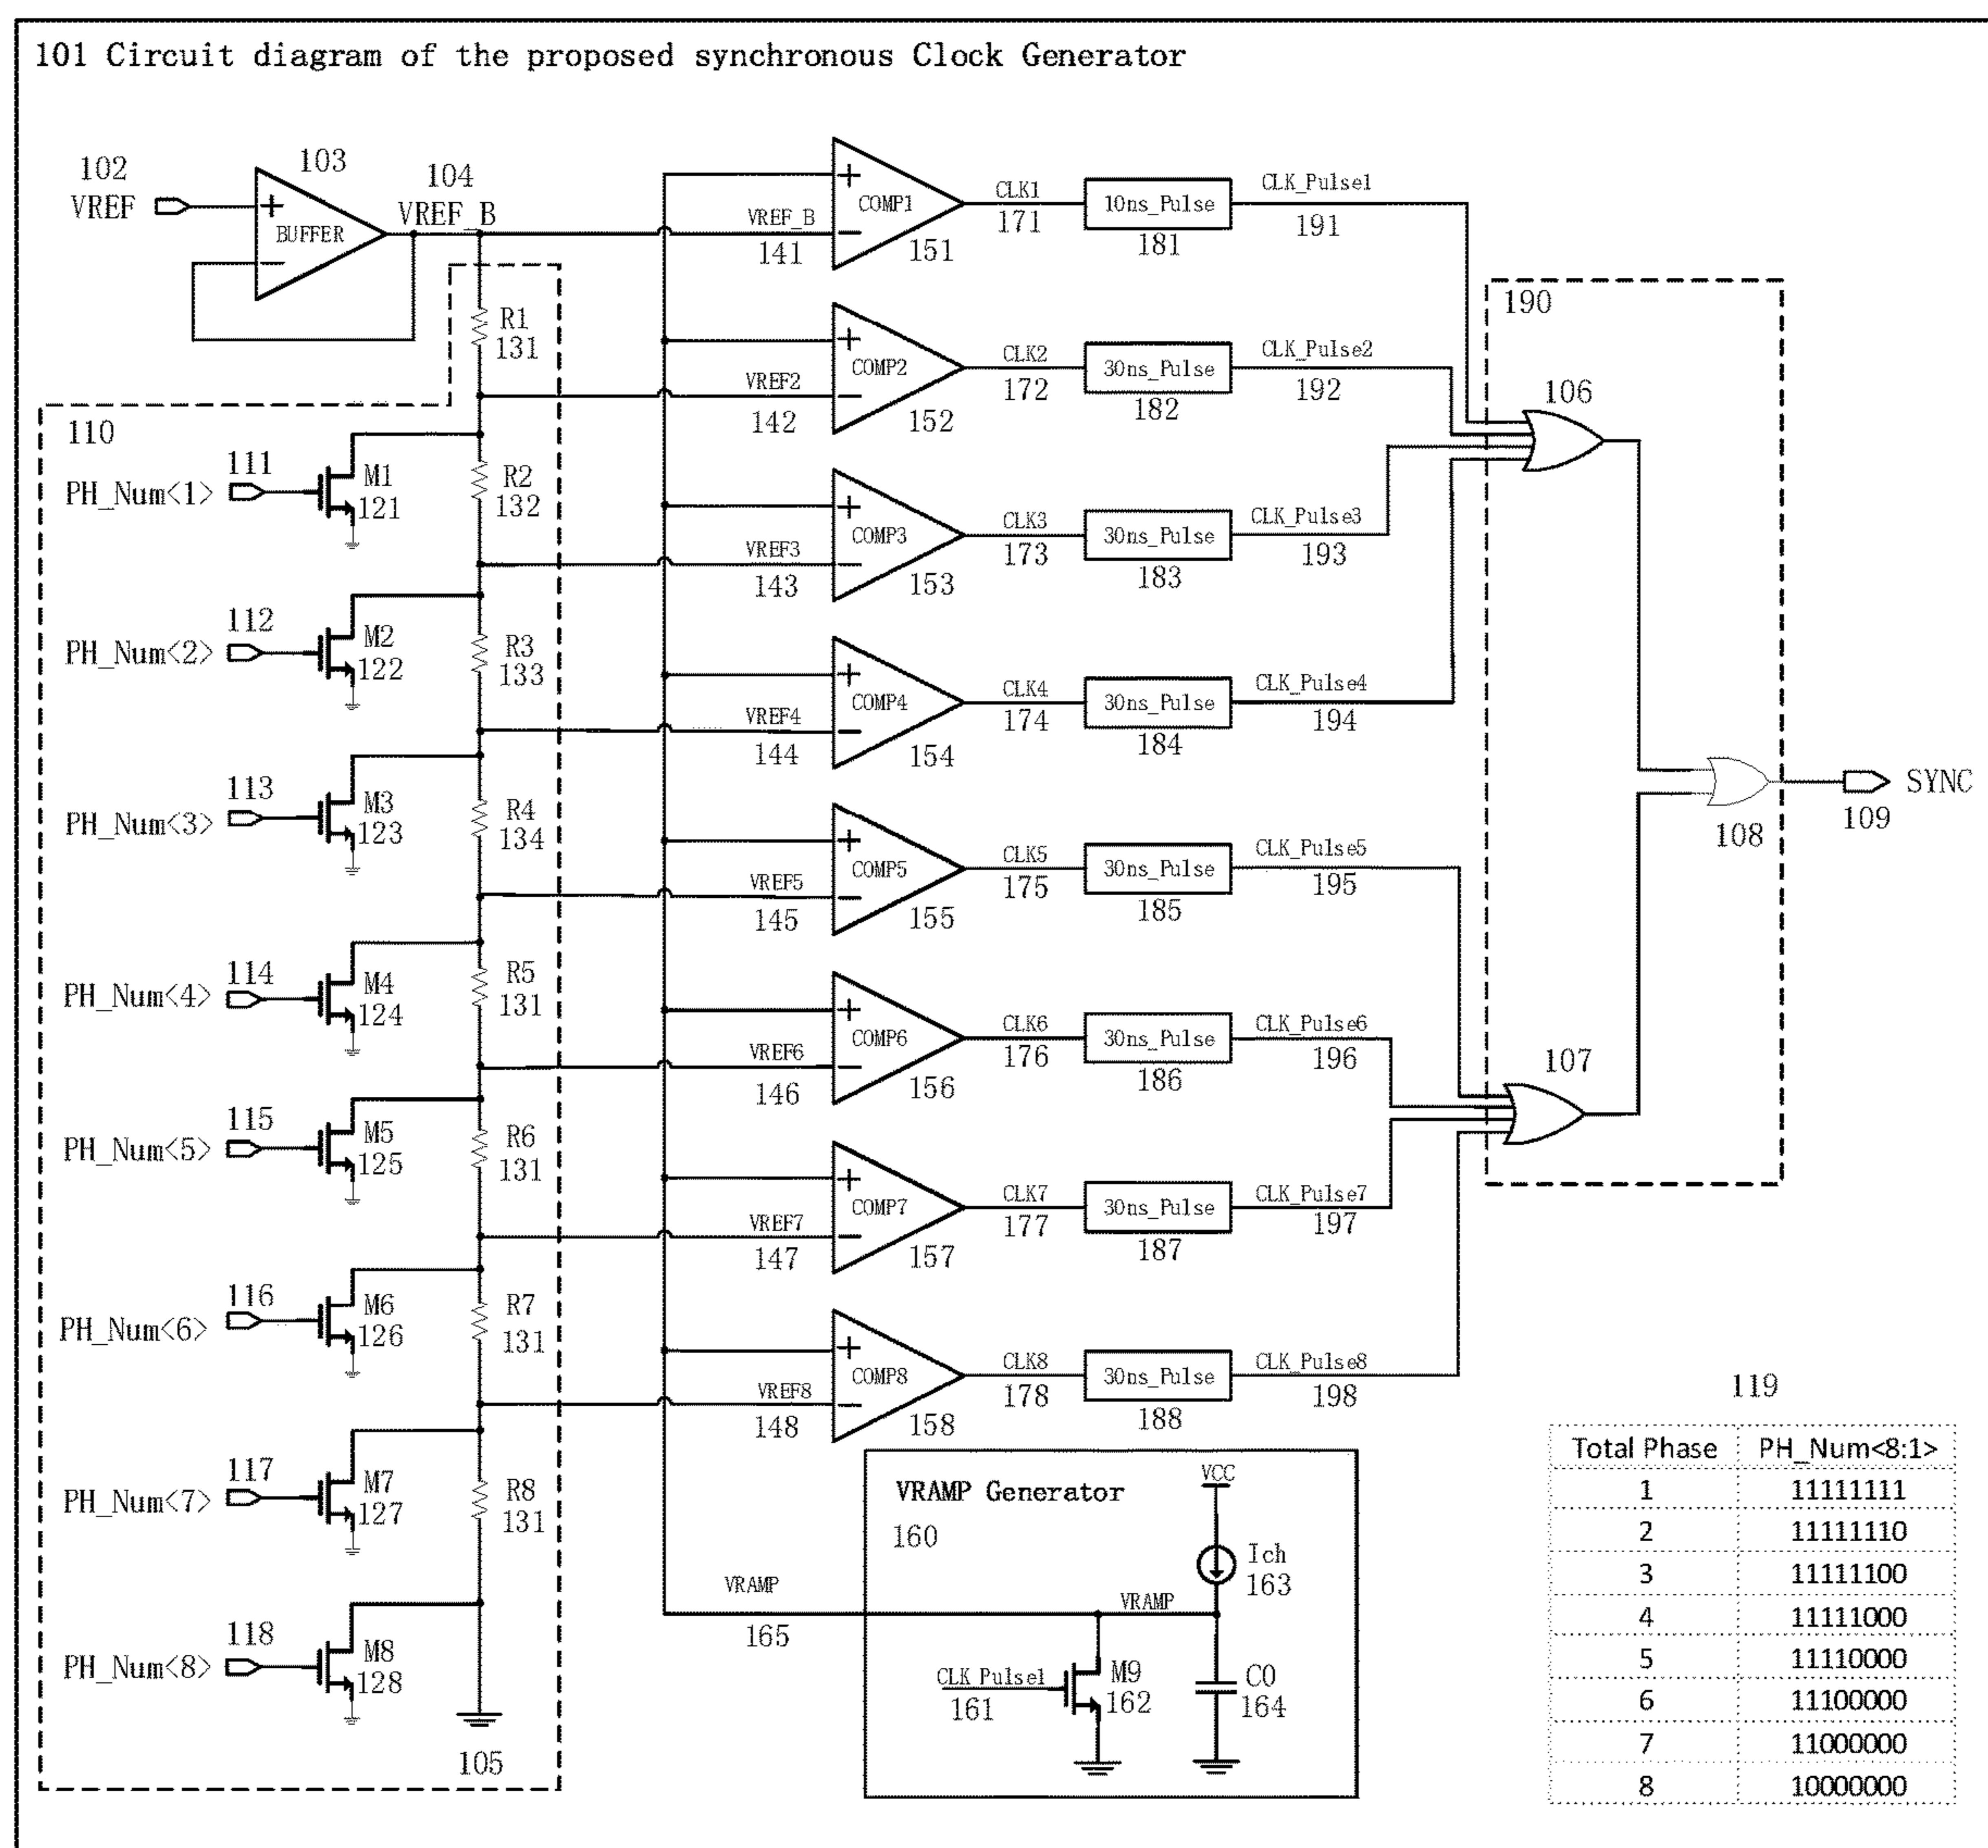 101 Circuit diagram of the proposed synchronous Clock Generator
102
VREF
103
BUFFER
104
VREF_B
R1
131
110
111
PH_Num<1>
M1
121
R2
132
112
PH_Num<2>
M2
122
R3
133
113
PH_Num<3>
M3
123
R4
134
114
PH_Num<4>
M4
124
R5
131
115
PH_Num<5>
M5
125
R6
131
116
PH_Num<6>
M6
126
R7
131
117
PH_Num<7>
M7
127
R8
131
118
PH_Num<8>
M8
128
105
VREF_B
141
COMP1
151
CLK1
171
10ns_Pulse
181
CLK_Pulse1
191
VREF2
142
COMP2
152
CLK2
172
30ns_Pulse
182
CLK_Pulse2
192
VREF3
143
COMP3
153
CLK3
173
30ns_Pulse
183
CLK_Pulse3
193
VREF4
144
COMP4
154
CLK4
174
30ns_Pulse
184
CLK_Pulse4
194
VREF5
145
COMP5
155
CLK5
175
30ns_Pulse
185
CLK_Pulse5
195
VREF6
146
COMP6
156
CLK6
176
30ns_Pulse
186
CLK_Pulse6
196
VREF7
147
COMP7
157
CLK7
177
30ns_Pulse
187
CLK_Pulse7
197
VREF8
148
COMP8
158
CLK8
178
30ns_Pulse
188
CLK_Pulse8
198
190
106
107
108
109
SYNC
VRAMP Generator
160
VCC
Ich
163
VRAMP
165
VRAMP
CLK_Pulse1
161
M9
162
C0
164
119
Total Phase PH_Num<8:1>
1 11111111
2 11111110
3 11111100
4 11111000
5 11110000
6 11100000
7 11000000
8 10000000